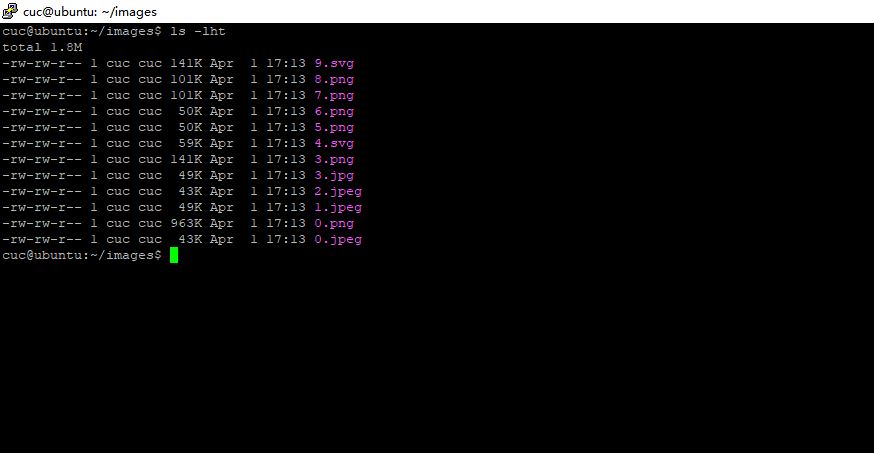 cuc@ubuntu: ~/images
cuc@ubuntu:~/images$ ls -lht
total 1.8M
-rw-rw-r-- 1 cuc cuc 141K Apr  1 17:13 9.svg
-rw-rw-r-- 1 cuc cuc 101K Apr  1 17:13 8.png
-rw-rw-r-- 1 cuc cuc 101K Apr  1 17:13 7.png
-rw-rw-r-- 1 cuc cuc  50K Apr  1 17:13 6.png
-rw-rw-r-- 1 cuc cuc  50K Apr  1 17:13 5.png
-rw-rw-r-- 1 cuc cuc  59K Apr  1 17:13 4.svg
-rw-rw-r-- 1 cuc cuc 141K Apr  1 17:13 3.png
-rw-rw-r-- 1 cuc cuc  49K Apr  1 17:13 3.jpg
-rw-rw-r-- 1 cuc cuc  43K Apr  1 17:13 2.jpeg
-rw-rw-r-- 1 cuc cuc  49K Apr  1 17:13 1.jpeg
-rw-rw-r-- 1 cuc cuc 963K Apr  1 17:13 0.png
-rw-rw-r-- 1 cuc cuc  43K Apr  1 17:13 0.jpeg
cuc@ubuntu:~/images$